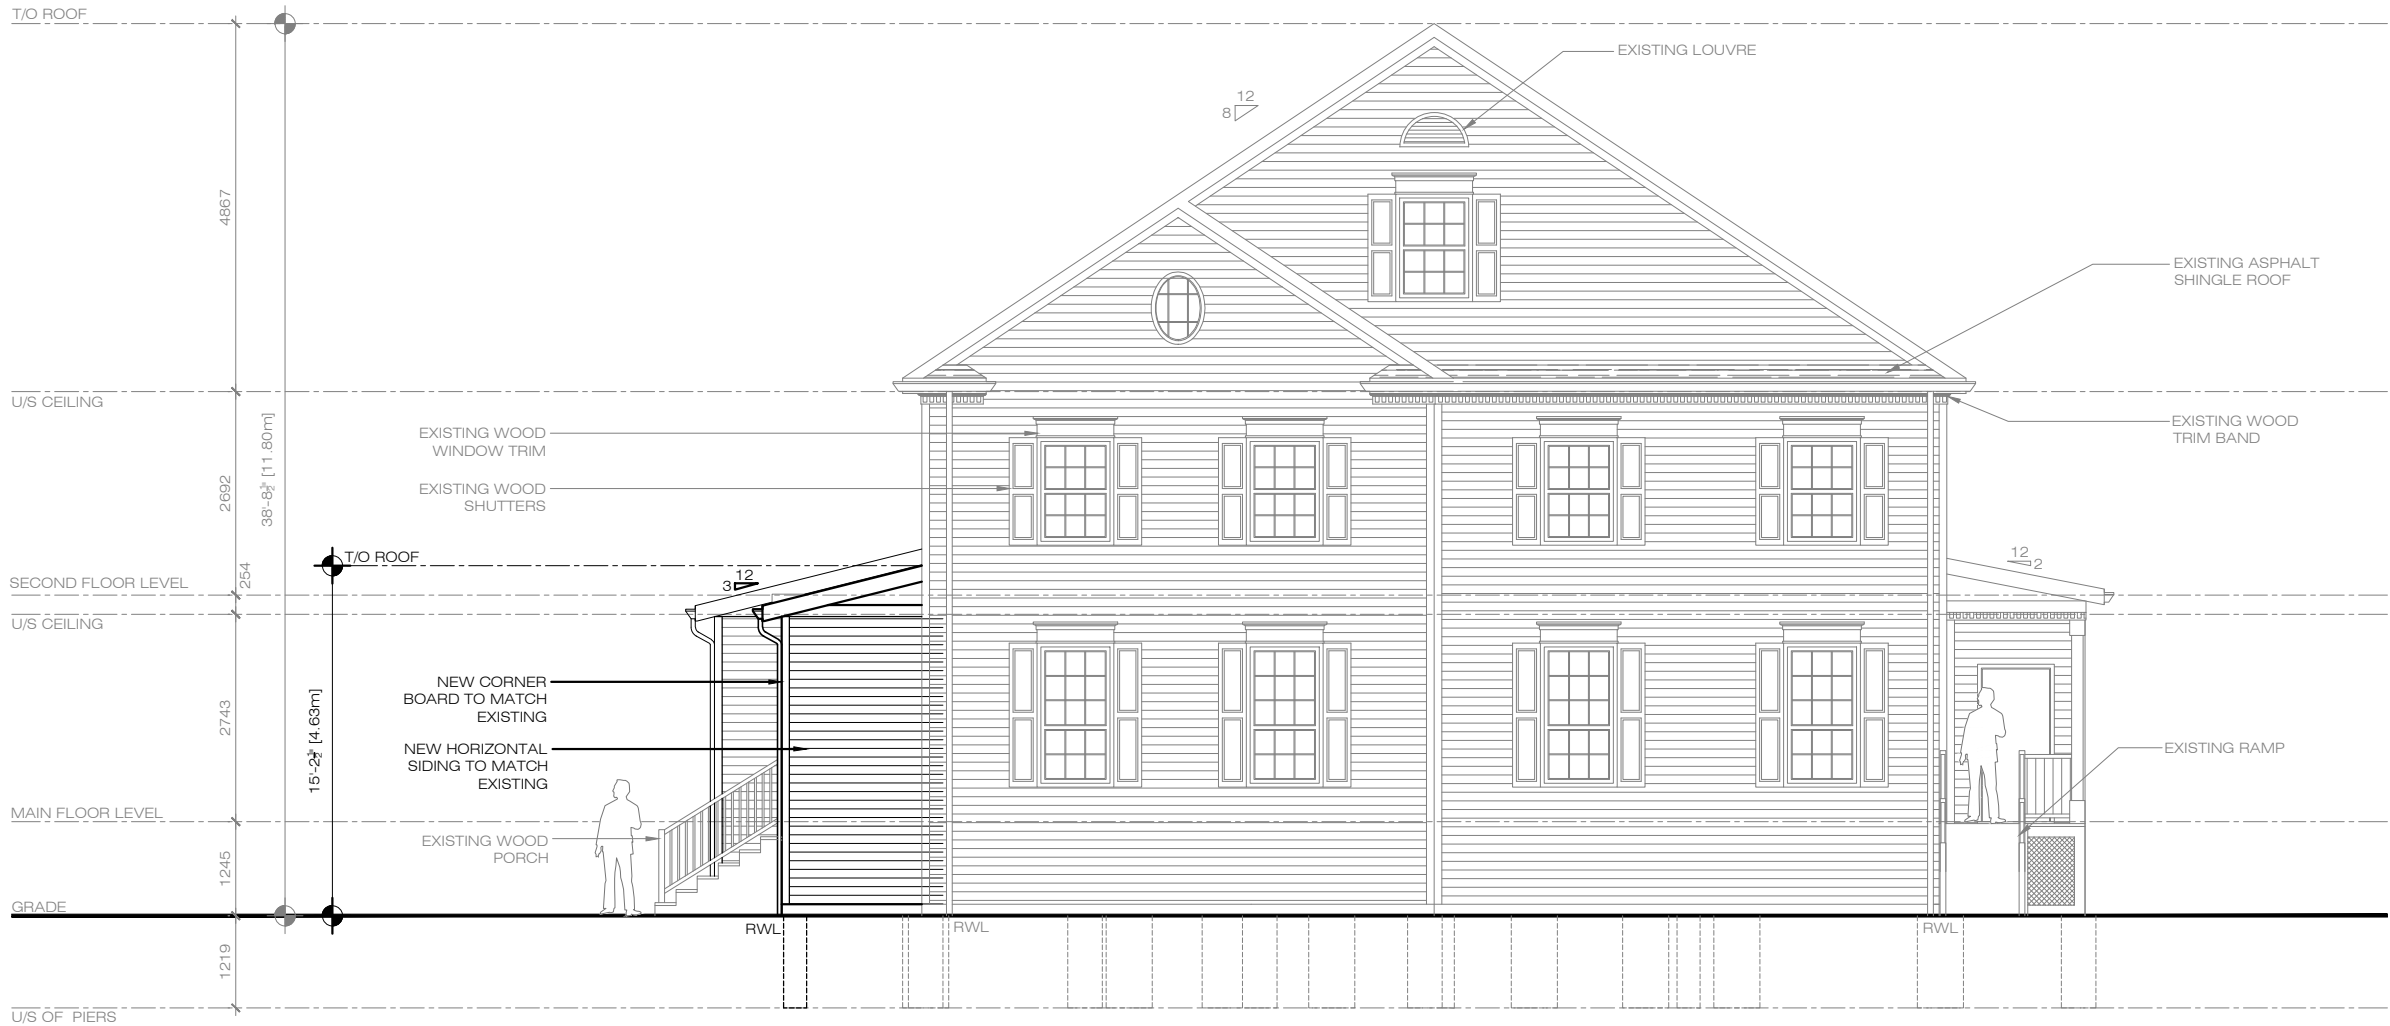 T/O ROOF
EXISTING LOUVRE
12
8
4867
EXISTING ASPHALT
SHINGLE ROOF
U/S CEILING
38'-8½" [11.80m]
2692
EXISTING WOOD
WINDOW TRIM
EXISTING WOOD
SHUTTERS
EXISTING WOOD
TRIM BAND
T/O ROOF
12
3
12
2
SECOND FLOOR LEVEL
254
U/S CEILING
2743
15'-2½" [4.63m]
NEW CORNER
BOARD TO MATCH
EXISTING
NEW HORIZONTAL
SIDING TO MATCH
EXISTING
EXISTING RAMP
MAIN FLOOR LEVEL
EXISTING WOOD
PORCH
1245
GRADE
RWL
RWL
RWL
1219
U/S OF PIERS